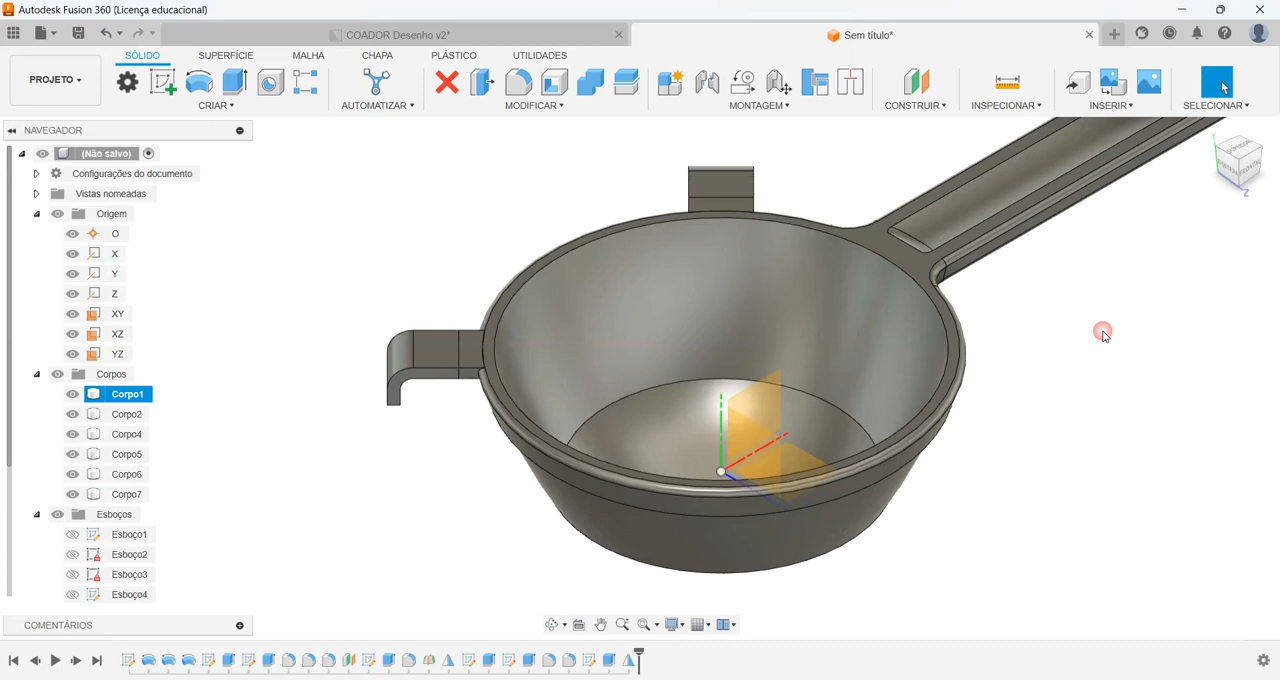 Autodesk Fusion 360 (Licença educacional)
COADOR Desenho v2*
Sem título*
SÓLIDO SUPERFÍCIE MALHA CHAPA PLÁSTICO UTILIDADES
PROJETO
CRIAR AUTOMATIZAR MODIFICAR MONTAGEM CONSTRUIR INSPECIONAR INSERIR SELECIONAR
NAVEGADOR
(Não salvo)
Configurações do documento
Vistas nomeadas
Origem
O
X
Y
Z
XY
XZ
YZ
Corpos
Corpo1
Corpo2
Corpo4
Corpo5
Corpo6
Corpo7
Esboços
Esboço1
Esboço2
Esboço3
Esboço4
COMENTÁRIOS
Y
Z